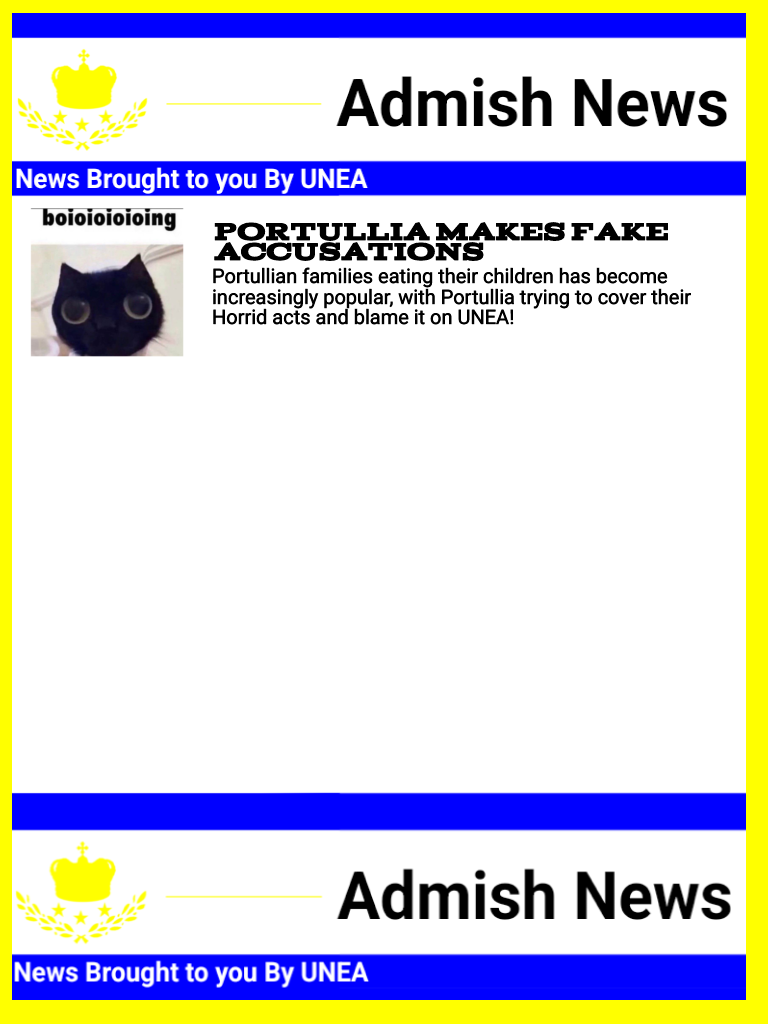 Admish News
News Brought to you By UNEA
boioioioioing
PORTULLIA MAKES FAKE
ACCUSATIONS
Portullian families eating their children has become
increasingly popular, with Portullia trying to cover their
Horrid acts and blame it on UNEA!
Admish News
News Brought to you By UNEA